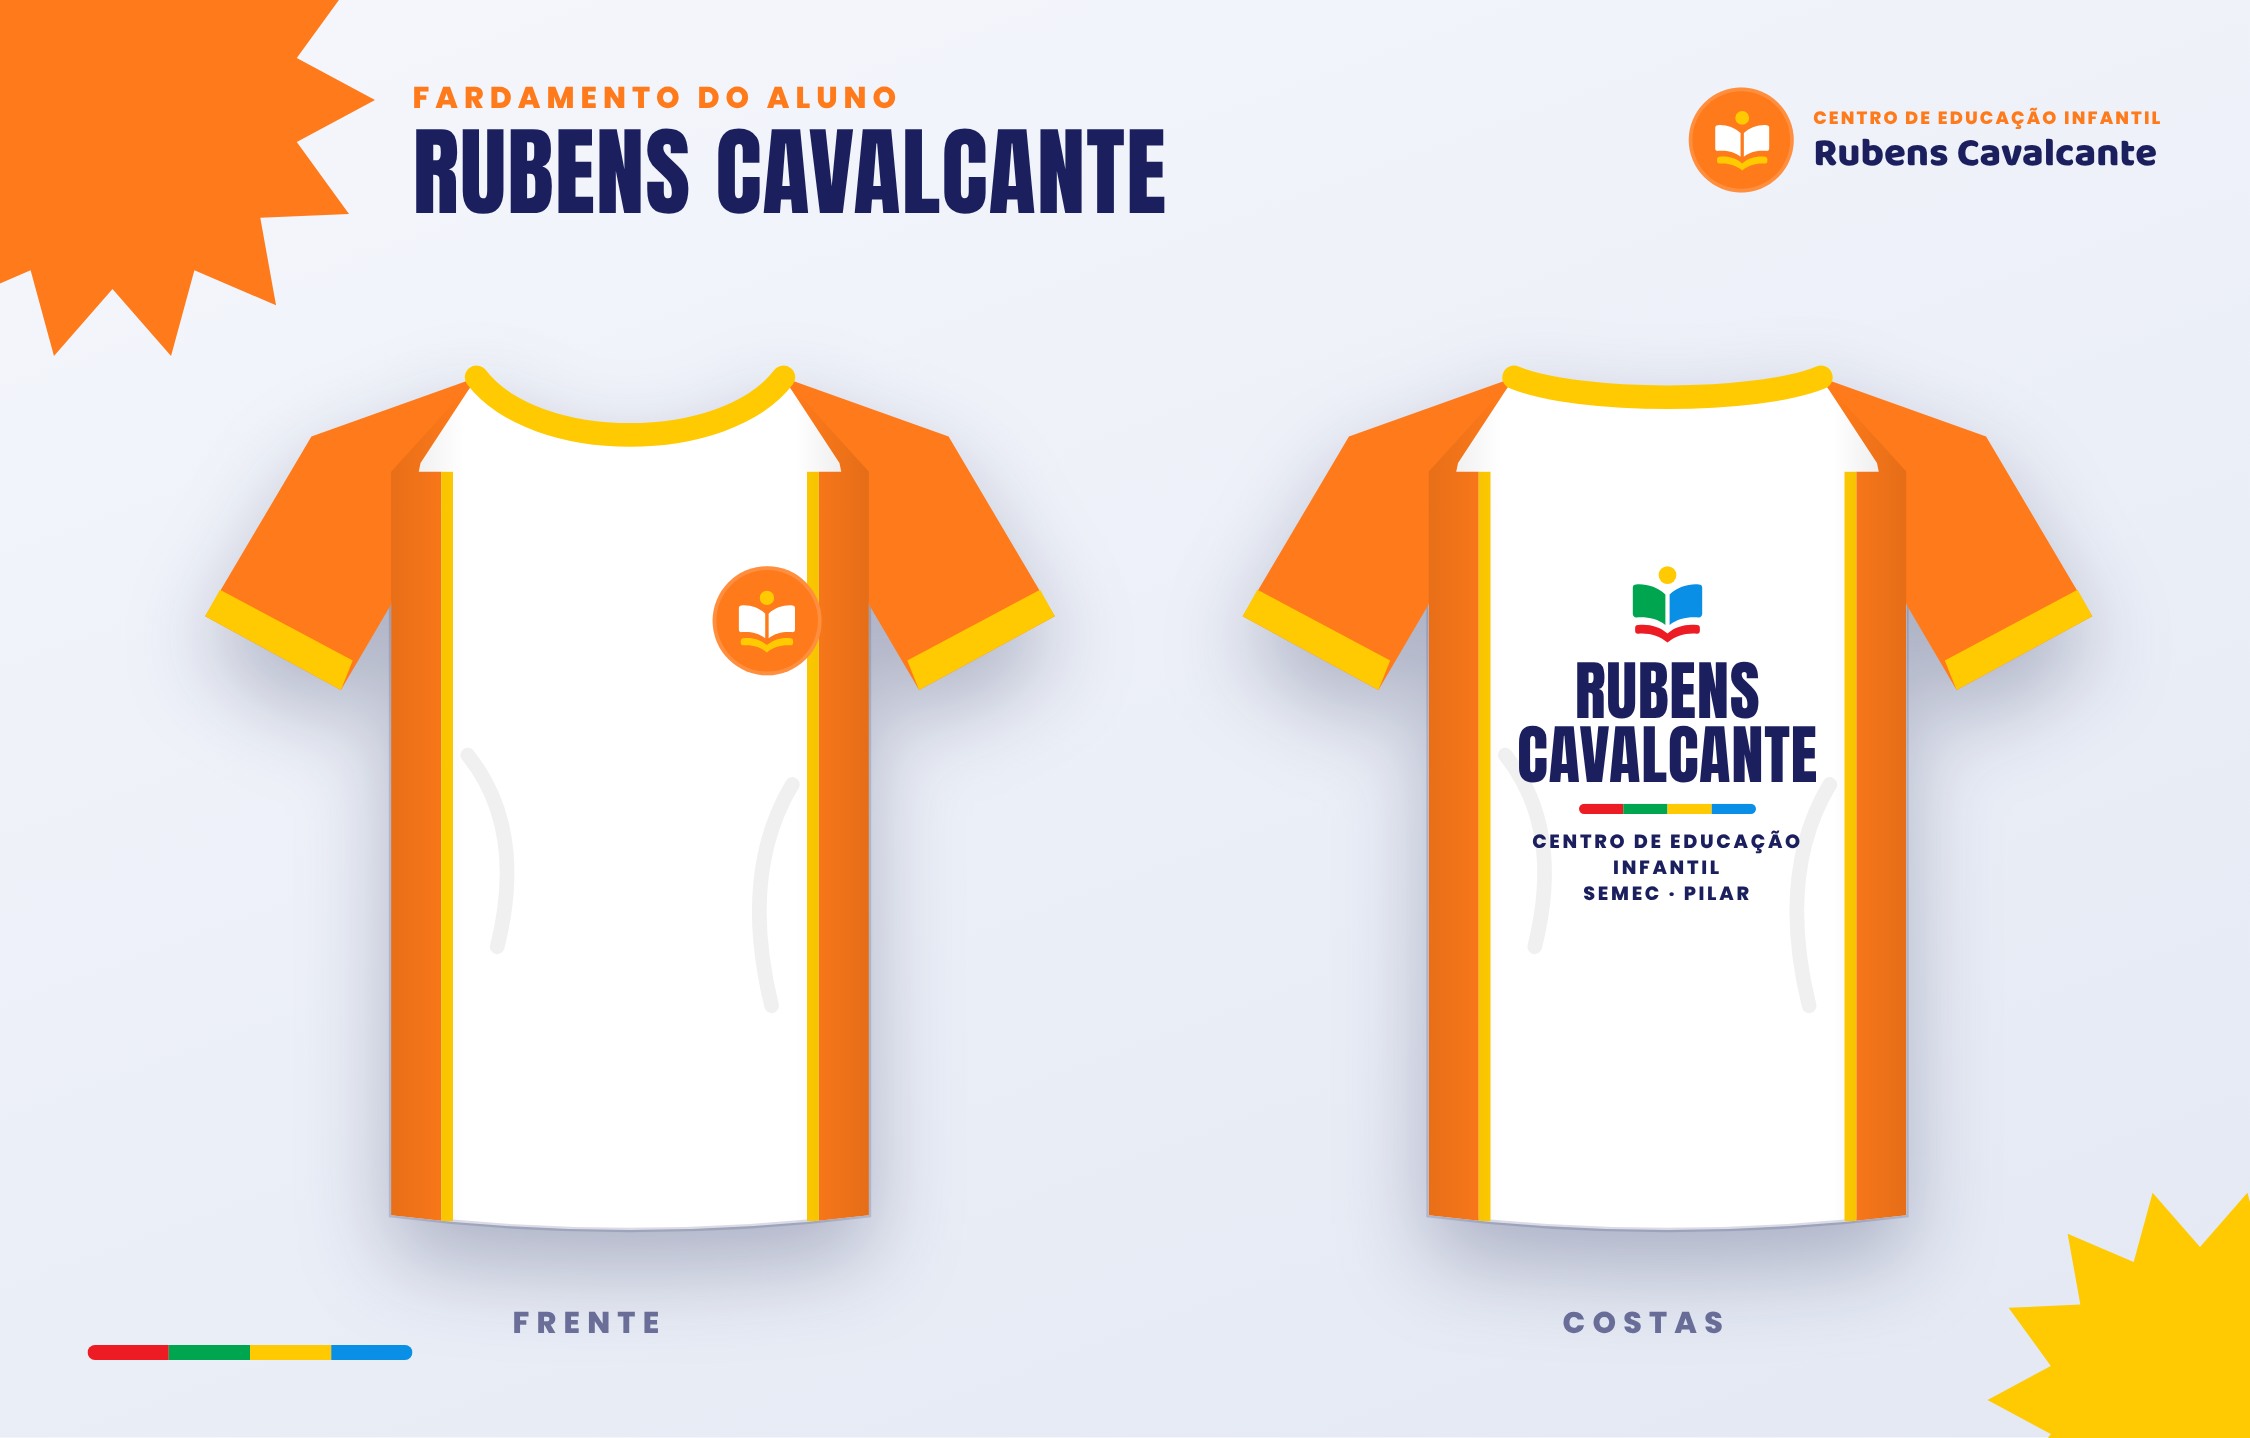 FARDAMENTO DO ALUNO
RUBENS CAVALCANTE
CENTRO DE EDUCAÇÃO INFANTIL
Rubens Cavalcante
RUBENS
CAVALCANTE
CENTRO DE EDUCAÇÃO
INFANTIL
SEMEC · PILAR
FRENTE
COSTAS